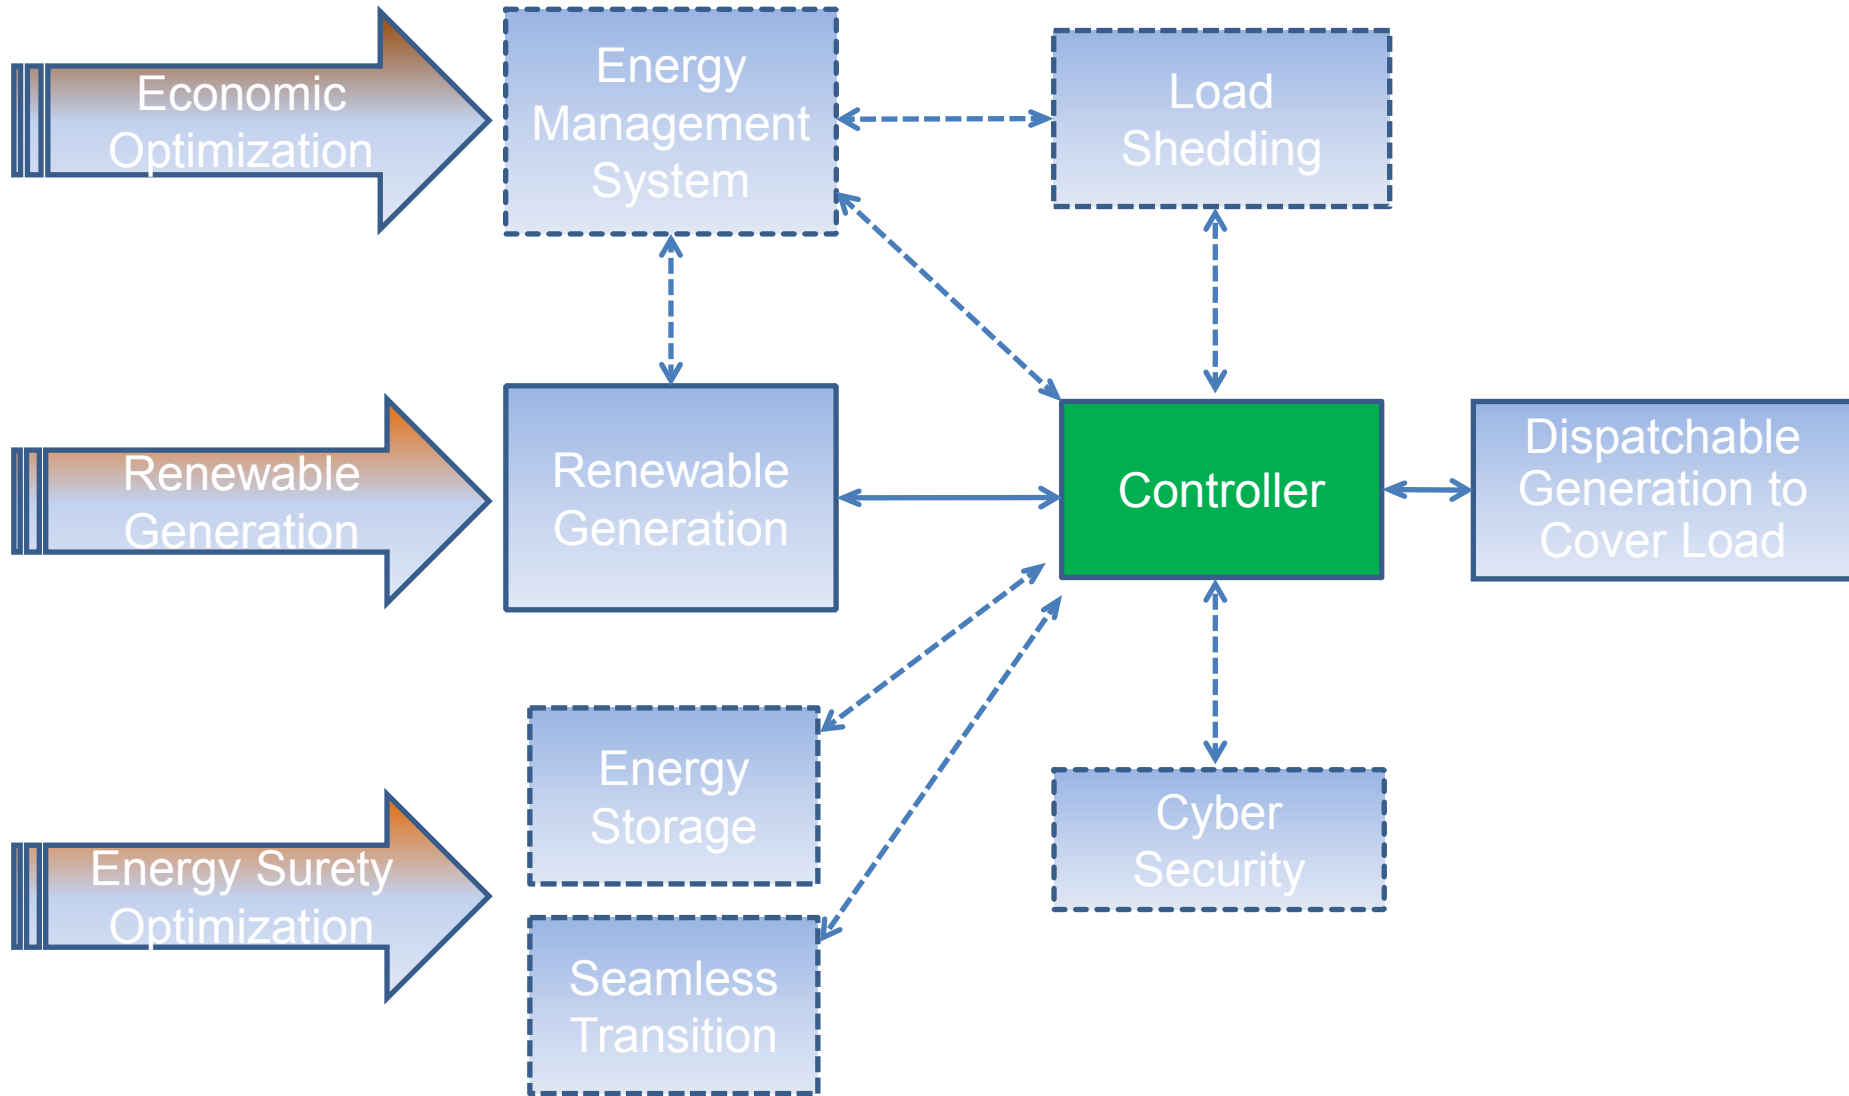 Economic
Optimization
Energy
Management
System
Load
Shedding
Renewable
Generation
Renewable
Generation
Controller
Dispatchable
Generation to
Cover Load
Energy Surety
Optimization
Energy
Storage
Seamless
Transition
Cyber
Security